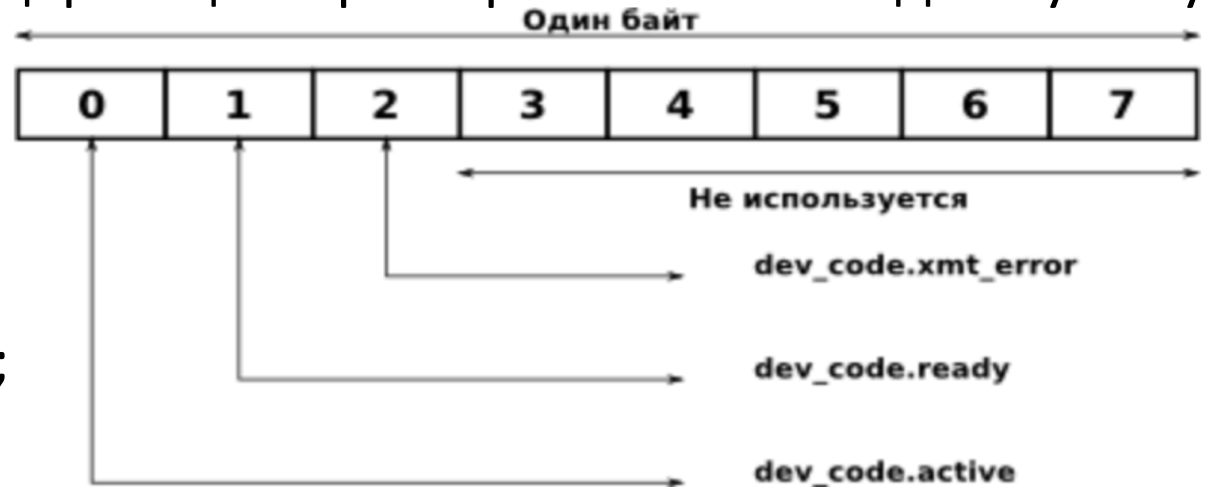 Один байт
0 1 2 3 4 5 6 7
Не используется
dev_code.xmt_error
dev_code.ready
;
dev_code.active